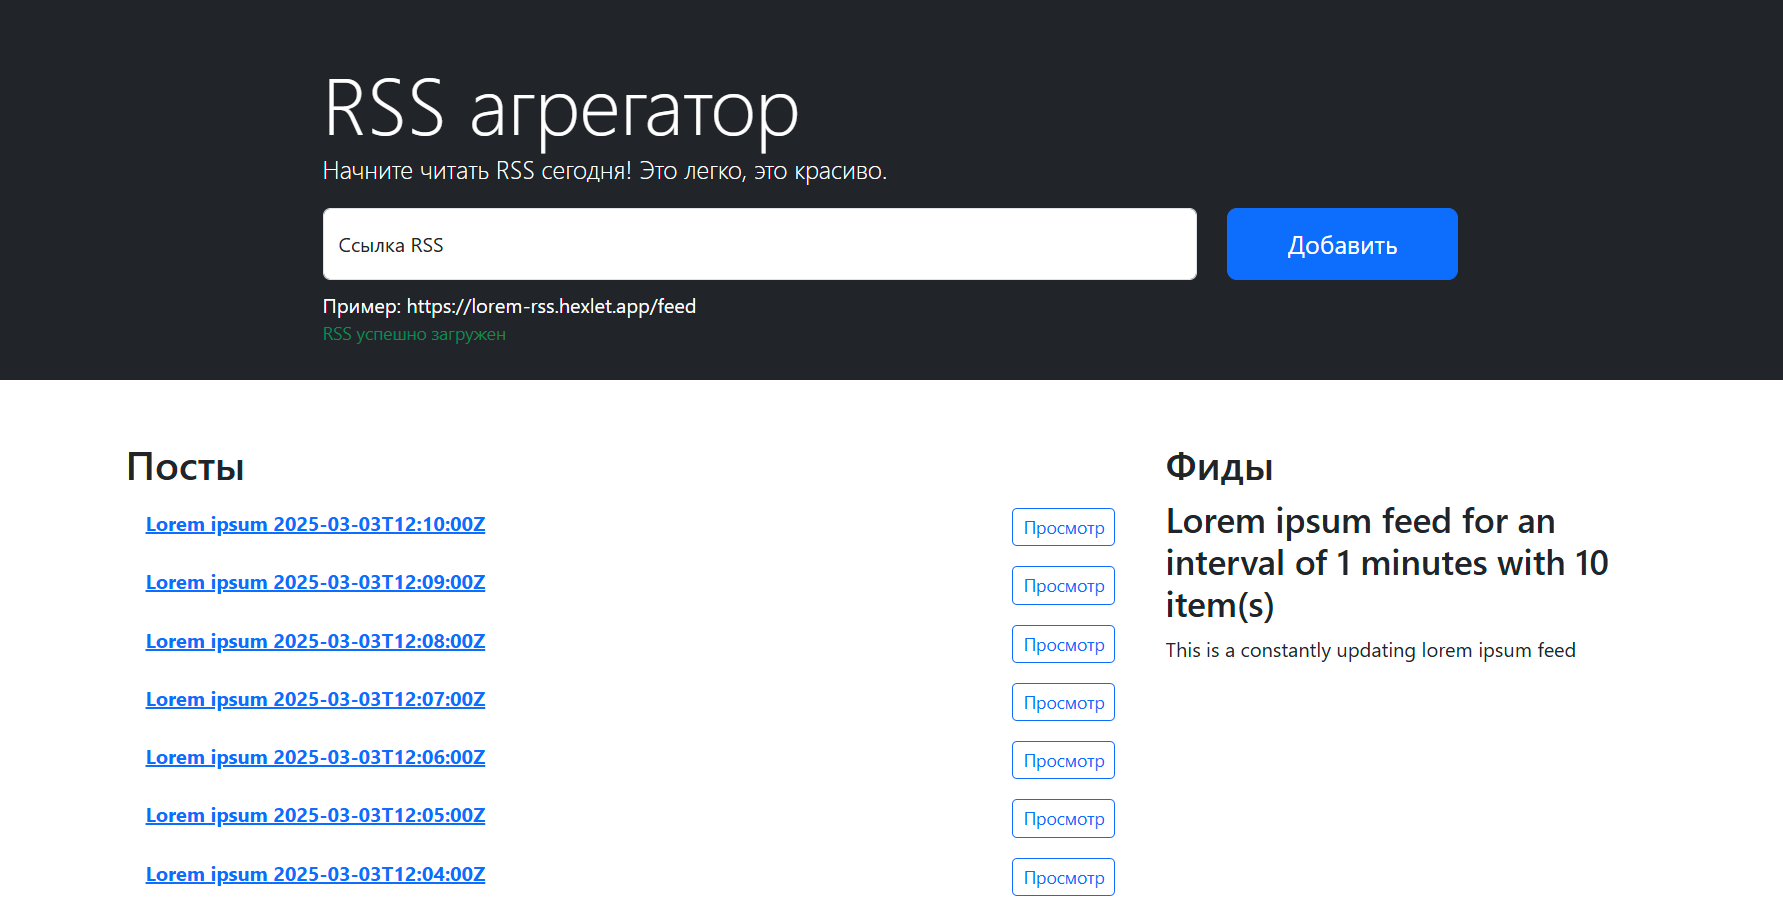 RSS агрегатор
Начните читать RSS сегодня! Это легко, это красиво.
Ссылка RSS
Добавить
Пример: https://lorem-rss.hexlet.app/feed
RSS успешно загружен
Посты
Lorem ipsum 2025-03-03T12:10:00Z
Просмотр
Lorem ipsum 2025-03-03T12:09:00Z
Просмотр
Lorem ipsum 2025-03-03T12:08:00Z
Просмотр
Lorem ipsum 2025-03-03T12:07:00Z
Просмотр
Lorem ipsum 2025-03-03T12:06:00Z
Просмотр
Lorem ipsum 2025-03-03T12:05:00Z
Просмотр
Lorem ipsum 2025-03-03T12:04:00Z
Просмотр
Фиды
Lorem ipsum feed for an
interval of 1 minutes with 10
item(s)
This is a constantly updating lorem ipsum feed